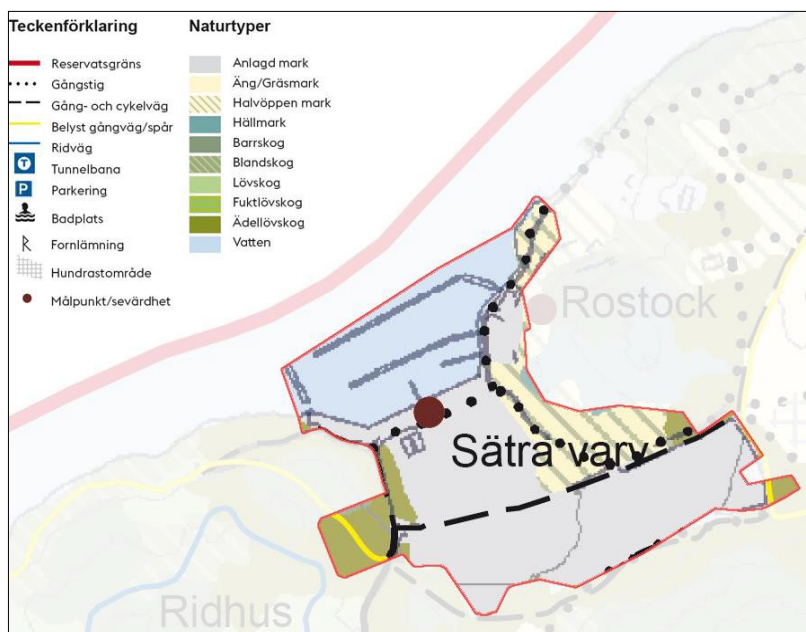 Teckenförklaring
Reservatsgräns
Gångstig
Gång- och cykelväg
Belyst gångväg/spår
Ridväg
T
Tunnelbana
P
Parkering
Badplats
Fornlämning
Hundrastområde
Målpunkt/sevärdhet
Naturtyper
Anlagd mark
Äng/Gräsmark
Halvöppen mark
Hällmark
Barrskog
Blandskog
Lövskog
Fuktlövskog
Ädellövskog
Vatten
Rostock
Sätra varv
Ridhus